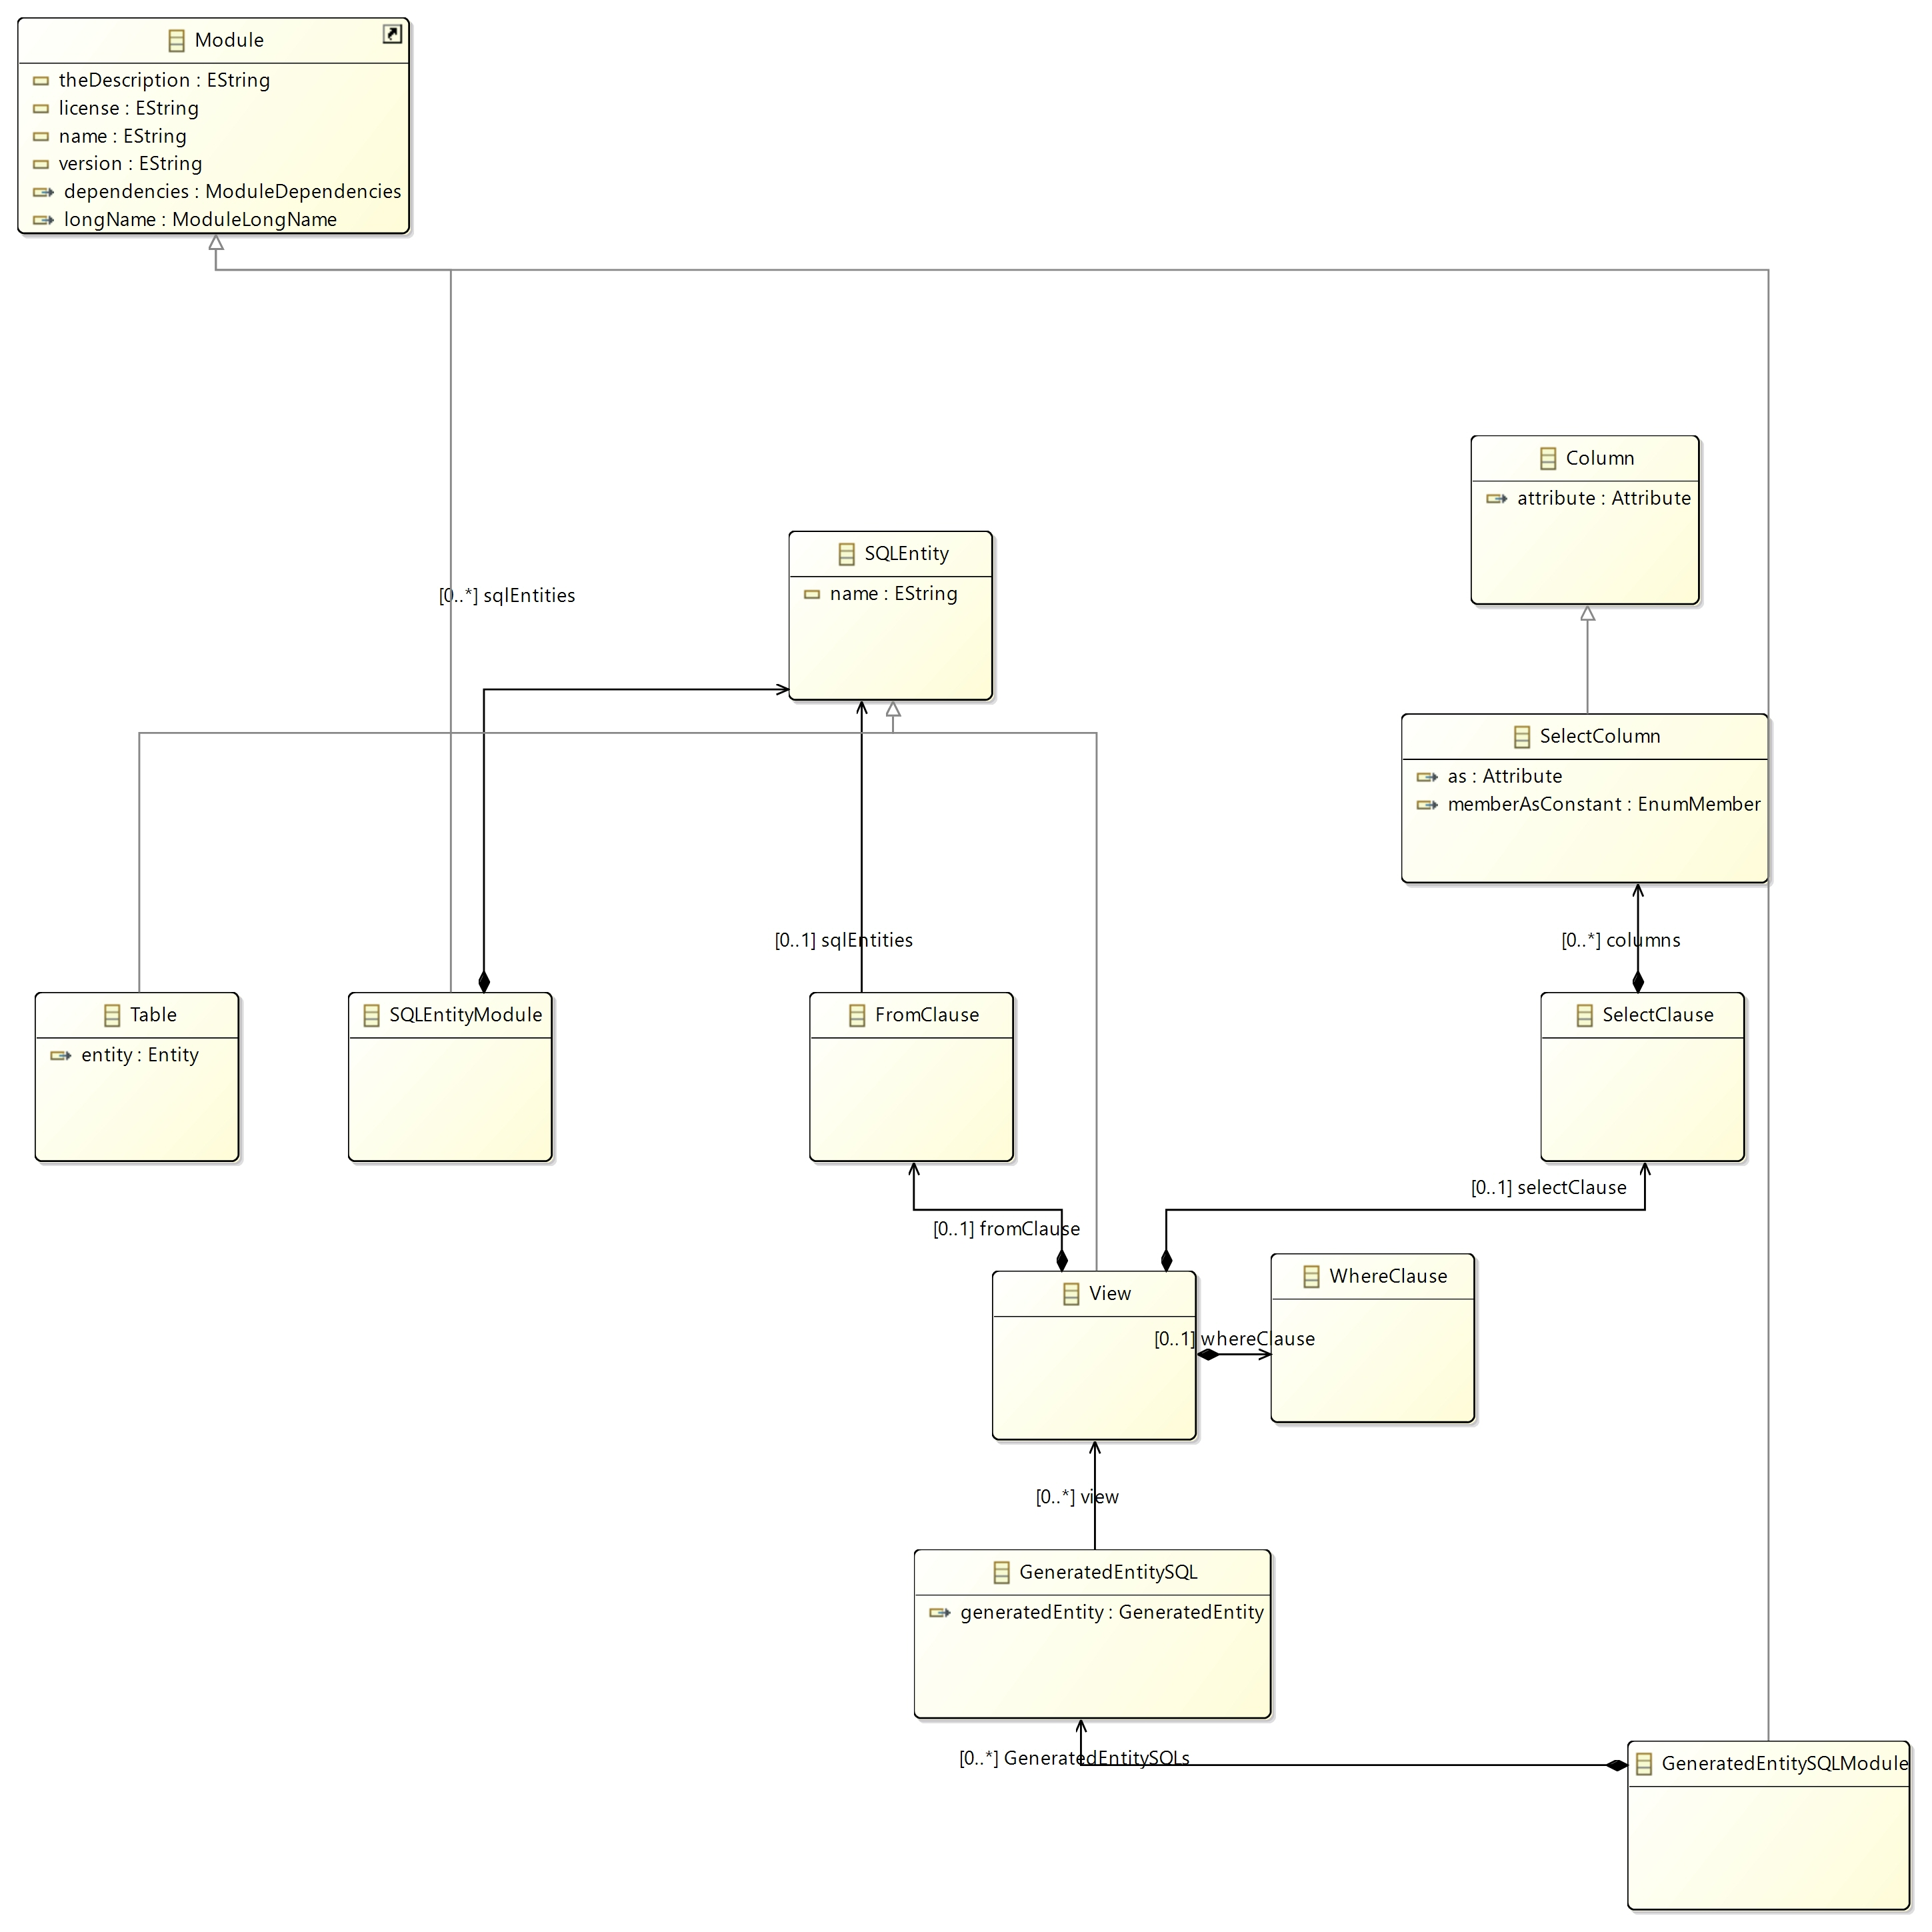 Module
theDescription : EString
license : EString
name : EString
version : EString
dependencies : ModuleDependencies
longName : ModuleLongName
Column
attribute : Attribute
SQLEntity
name : EString
[0..*] sqlEntities
SelectColumn
as : Attribute
memberAsConstant : EnumMember
[0..1] sqlEntities
[0..*] columns
Table
entity : Entity
SQLEntityModule
FromClause
SelectClause
[0..1] selectClause
[0..1] fromClause
View
WhereClause
[0..1] whereClause
[0..*] view
GeneratedEntitySQL
generatedEntity : GeneratedEntity
[0..*] GeneratedEntitySQLs
GeneratedEntitySQLModule